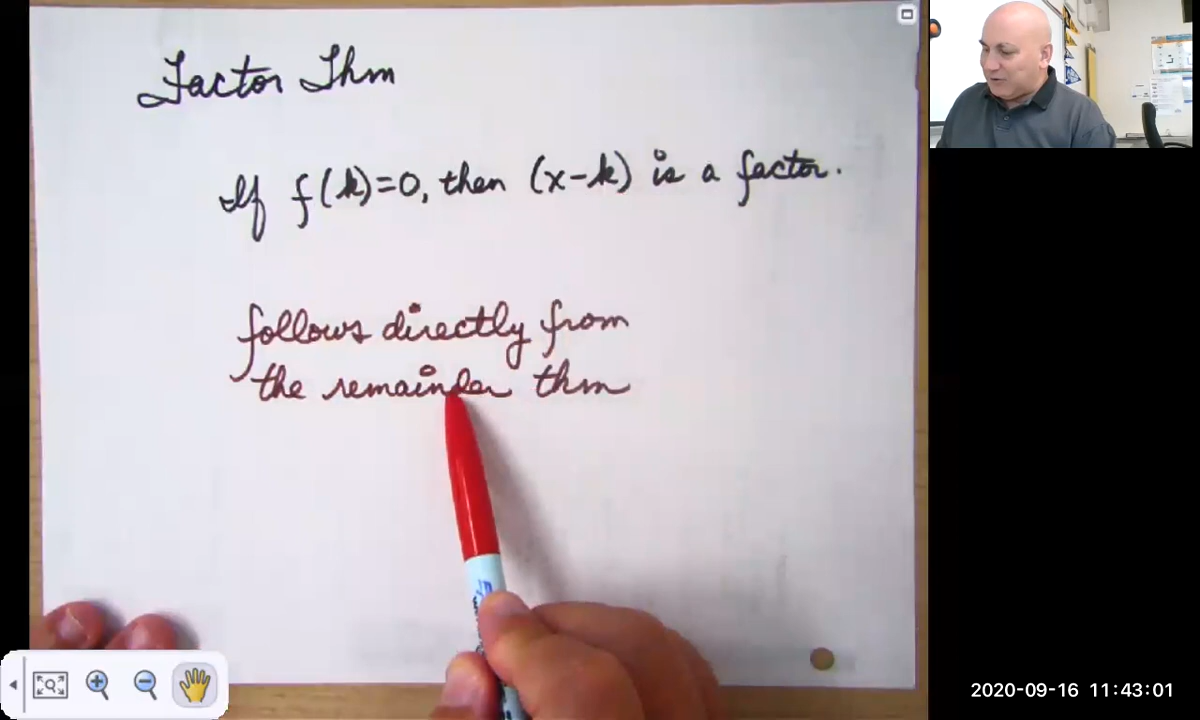 Factor Thm
If f(k)=0, then (x-k) is a factor.
follows directly from
the remainder thm
2020-09-16 11:43:01